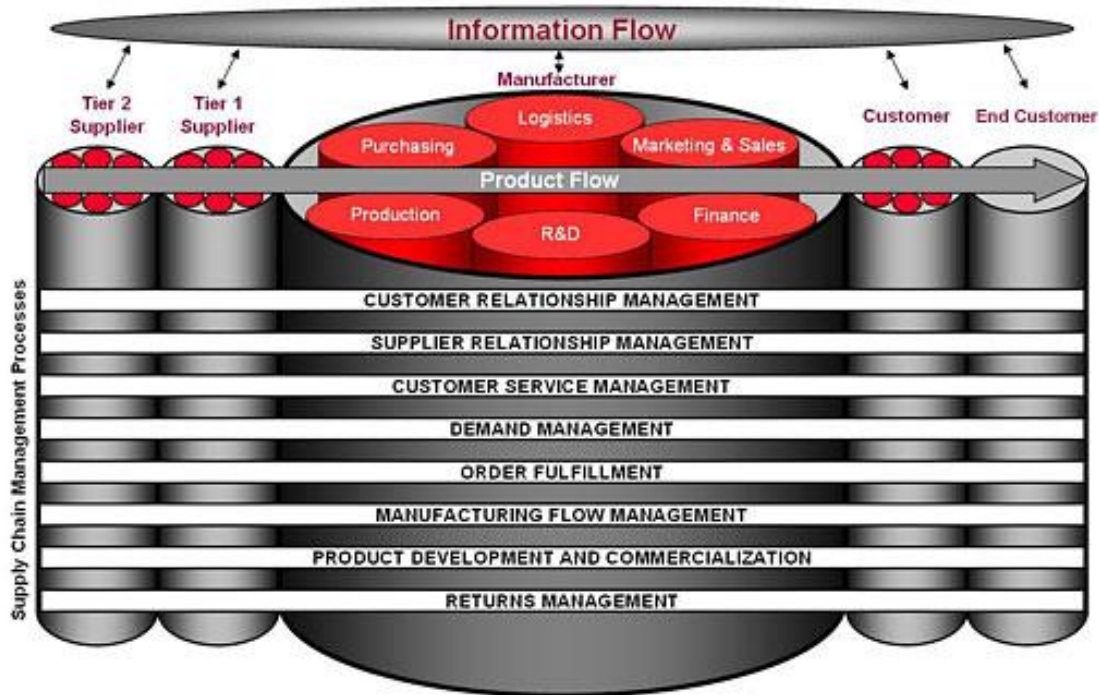 Information Flow
Manufacturer
Tier 2
Supplier
Tier 1
Supplier
Customer
End Customer
Logistics
Purchasing
Marketing & Sales
Product Flow
Production
R&D
Finance
Supply Chain Management Processes
CUSTOMER RELATIONSHIP MANAGEMENT
SUPPLIER RELATIONSHIP MANAGEMENT
CUSTOMER SERVICE MANAGEMENT
DEMAND MANAGEMENT
ORDER FULFILLMENT
MANUFACTURING FLOW MANAGEMENT
PRODUCT DEVELOPMENT AND COMMERCIALIZATION
RETURNS MANAGEMENT